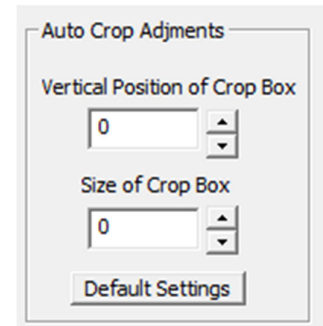 Auto Crop Adjments
Vertical Position of Crop Box
0
Size of Crop Box
0
Default Settings